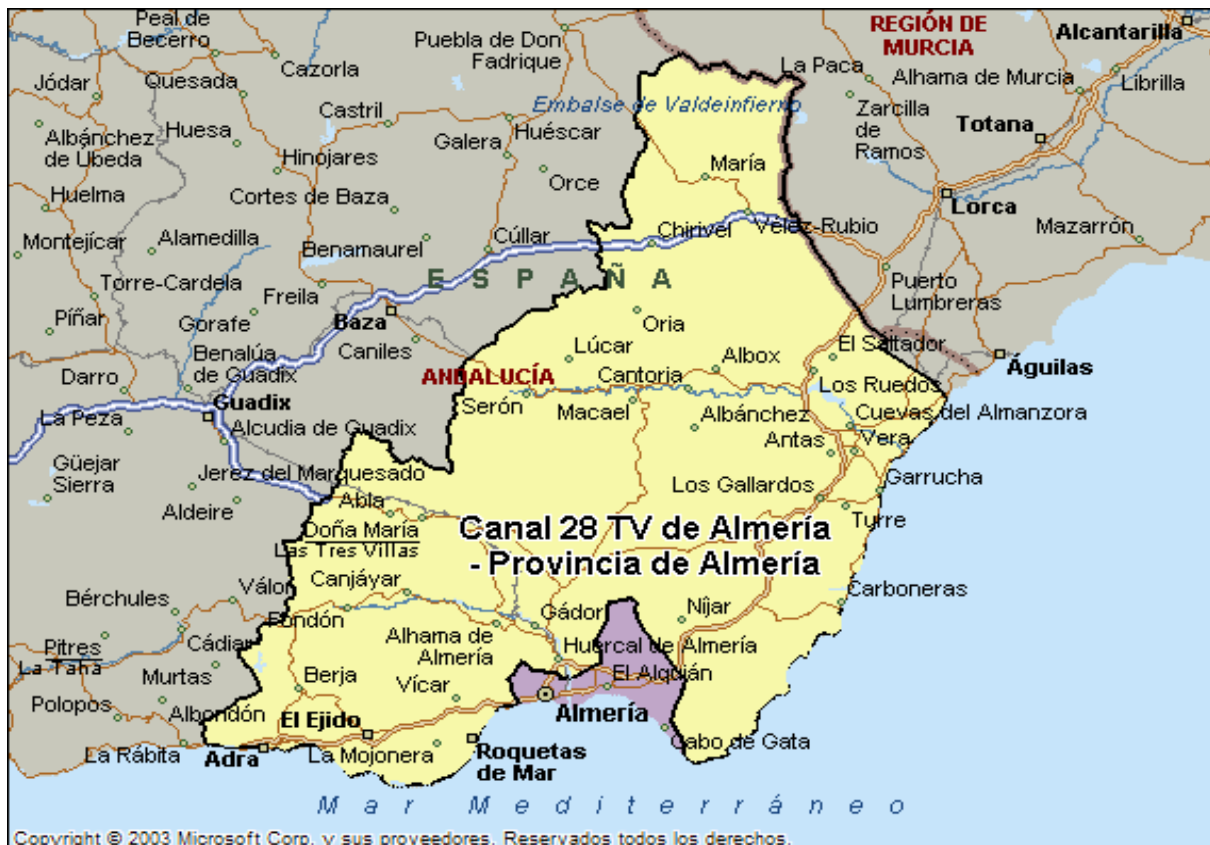 Peal de
Becerro
Puebla de Don
Fadrique
REGIÓN DE
MURCIA
Alcantarilla
Cazorla
Quesada
Jódar
La Paca
Alhama de Murcia
Librilla
Embalse de Valdeinfierno
Castril
Huéscar
Zarcilla
de
Ramos
Totana
Albánchez
de Ubeda
Huesa
Galera
Hinojares
María
Orce
Huelma
Cortes de Baza
Lorca
Montejícar
Alamedilla
Benamaurel
Cúllar
Chirivel
Vélez-Rubio
Mazarrón
ESPAÑA
Torre-Cardela
Freila
Puerto
Lumbreras
Píñar
Gorafe
Baza
Oria
Benalúa
de Guadix
Caniles
Lúcar
Albox
El Saltador
Águilas
Darro
ANDALUCÍA
Cantoria
Los Ruedos
Guadix
Serón
Macael
Albánchez
Cuevas del Almanzora
La Peza
Alcudia de Guadix
Antas
Vera
Güejar
Sierra
Jerez del Marquesado
Los Gallardos
Garrucha
Aldeire
Abla
Turre
Doña María
Las Tres Villas
Canal 28 TV de Almería
- Provincia de Almería
Canjáyar
Válor
Carboneras
Bérchules
Fondón
Gádor
Níjar
Pitres
La Taha
Cádiar
Alhama de
Almería
Huercal de Almería
Murtas
Berja
Vícar
El Alquián
Polopos
Albondón
El Ejido
Almería
La Rábita
Adra
La Mojonera
Roquetas
de Mar
Cabo de Gata
Mar Mediterráneo
Copyright © 2003 Microsoft Corp. y sus proveedores. Reservados todos los derechos.